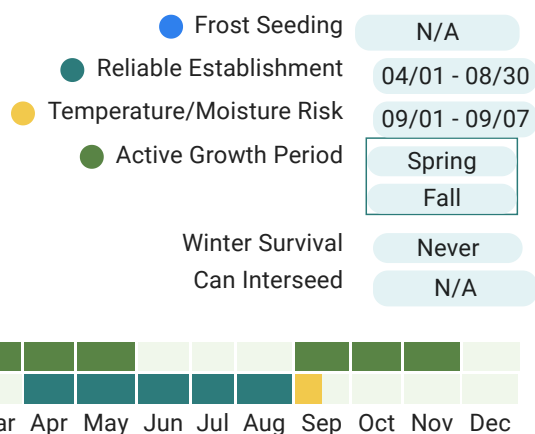 Frost Seeding N/A
Reliable Establishment 04/01 - 08/30
Temperature/Moisture Risk 09/01 - 09/07
Active Growth Period Spring
Fall
Winter Survival Never
Can Interseed N/A
ar Apr May Jun Jul Aug Sep Oct Nov Dec